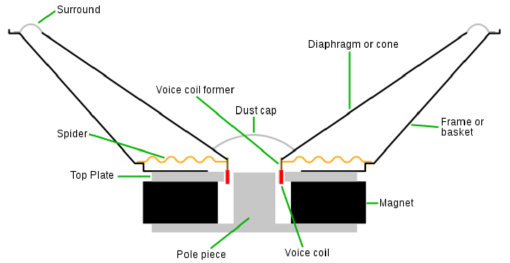 Surround
Diaphragm or cone
Voice coil former
Dust cap
Frame or
basket
Spider
Top Plate
Magnet
Pole piece
Voice coil